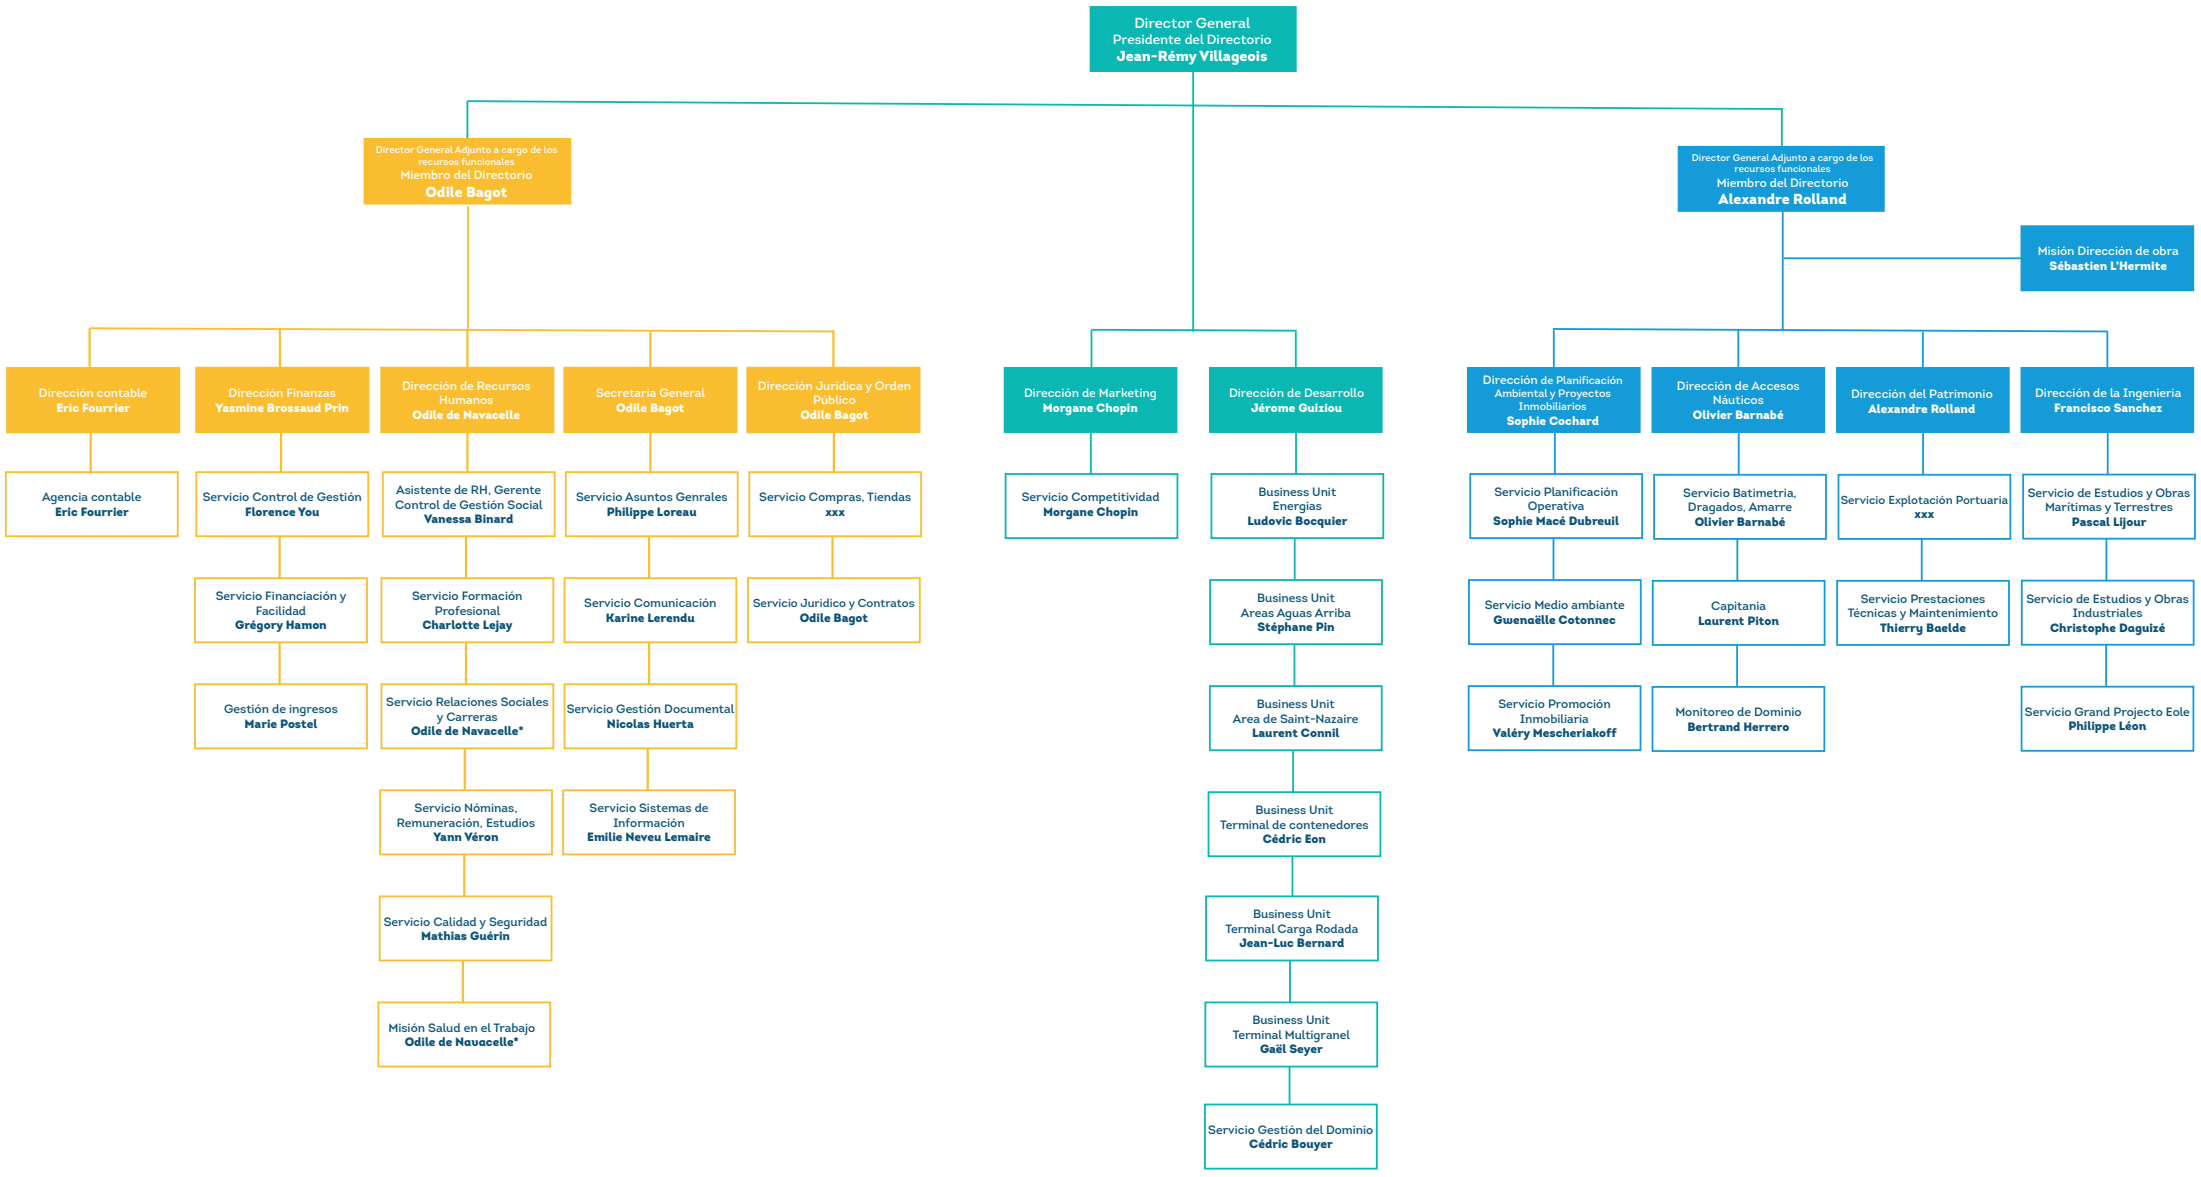 Director General
Presidente del Directorio
Jean-Rémy Villageois
Director General Adjunto a cargo de los
recursos funcionales
Miembro del Directorio
Odile Bagot
Director General Adjunto a cargo de los
recursos funcionales
Miembro del Directorio
Alexandre Rolland
Misión Dirección de obra
Sébastien L'Hermite
Dirección contable
Eric Fourrier
Dirección Finanzas
Yasmine Brossaud Prin
Dirección de Recursos
Humanos
Odile de Navacelle
Secretaria General
Odile Bagot
Dirección Jurídica y Orden
Público
Odile Bagot
Dirección de Marketing
Morgane Chopin
Dirección de Desarrollo
Jérome Guiziou
Dirección de Planificación
Ambiental y Proyectos
Inmobiliarios
Sophie Cochard
Dirección de Accesos
Náuticos
Olivier Barnabé
Dirección del Patrimonio
Alexandre Rolland
Dirección de la Ingenieria
Francisco Sanchez
Agencia contable
Eric Fourrier
Servicio Control de Gestión
Florence You
Asistente de RH, Gerente
Control de Gestión Social
Vanessa Binard
Servicio Asuntos Genrales
Philippe Loreau
Servicio Compras, Tiendas
xxx
Servicio Competitividad
Morgane Chopin
Business Unit
Energias
Ludovic Bocquier
Servicio Planificación
Operativa
Sophie Macé Dubreuil
Servicio Batimetria,
Dragados, Amarre
Olivier Barnabé
Servicio Explotación Portuaria
xxx
Servicio de Estudios y Obras
Marítimas y Terrestres
Pascal Lijour
Servicio Financiación y
Facilidad
Grégory Hamon
Servicio Formación
Profesional
Charlotte Lejay
Servicio Comunicación
Karine Lerendu
Servicio Juridico y Contratos
Odile Bagot
Business Unit
Areas Aguas Arriba
Stéphane Pin
Servicio Medio ambiante
Gwenaëlle Cotonnec
Capitania
Laurent Piton
Servicio Prestaciones
Técnicas y Maintenimiento
Thierry Baelde
Servicio de Estudios y Obras
Industriales
Christophe Daguizé
Gestión de ingresos
Marie Postel
Servicio Relaciones Sociales
y Carreras
Odile de Navacelle*
Servicio Gestión Documental
Nicolas Huerta
Business Unit
Area de Saint-Nazaire
Laurent Connil
Servicio Promoción
Inmobiliaria
Valéry Mescheriakoff
Monitoreo de Dominio
Bertrand Herrero
Servicio Grand Projecto Eole
Philippe Léon
Servicio Nóminas,
Remuneración, Estudios
Yann Véron
Servicio Sistemas de
Información
Emilie Neveu Lemaire
Business Unit
Terminal de contenedores
Cédric Eon
Servicio Calidad y Seguridad
Mathias Guérin
Business Unit
Terminal Carga Rodada
Jean-Luc Bernard
Misión Salud en el Trabajo
Odile de Navacelle*
Business Unit
Terminal Multigranel
Gaël Seyer
Servicio Gestión del Dominio
Cédric Bouyer